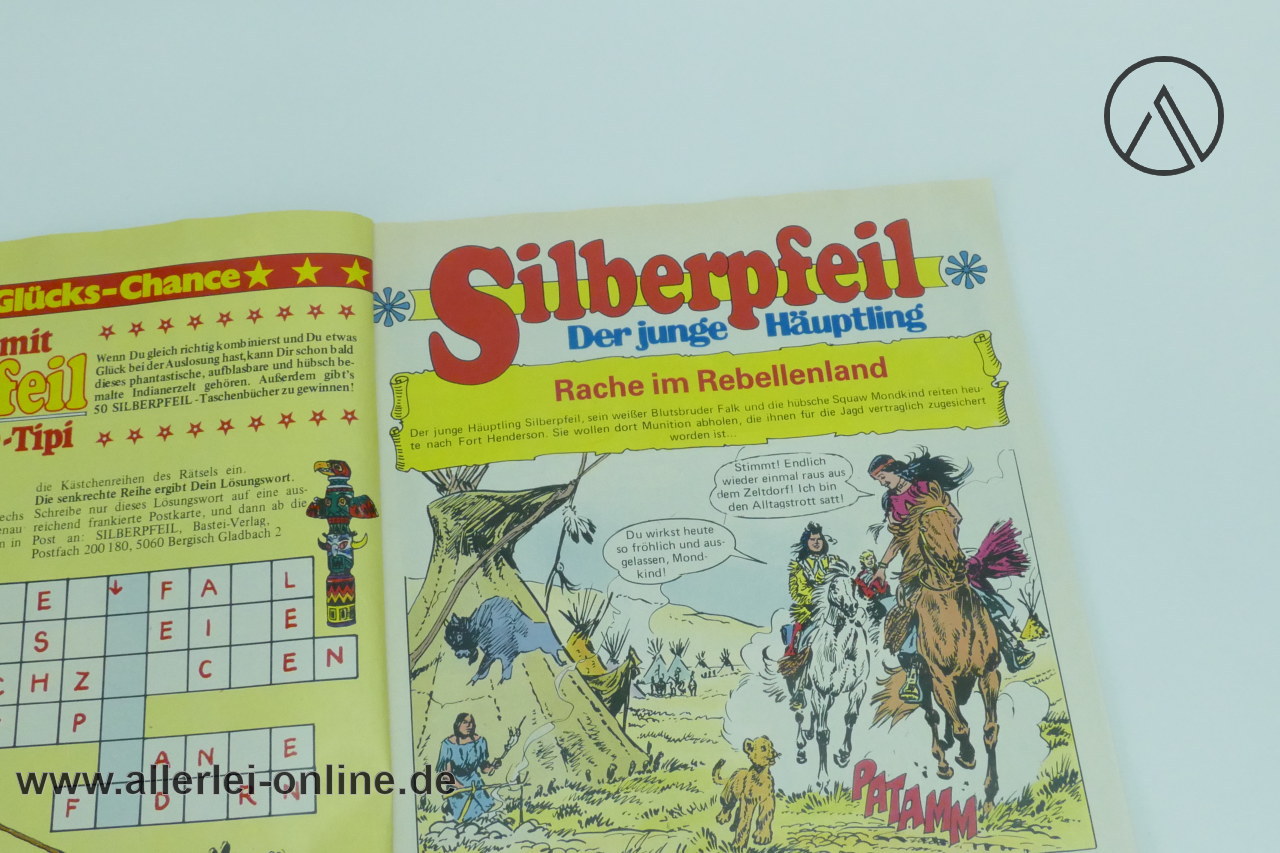 Glücks-Chance
mit
feil
-Tipi
Wenn Du gleich richtig kombinierst und Du etwas
Glück bei der Auslosung hast, kann Dir schon bald
dieses phantastische, aufblasbare und hübsch be-
malte Indianerzelt gehören. Außerdem gibt's
50 SILBERPFEIL-Taschenbücher zu gewinnen!
die Kästchenreihen des Rätsels ein.
Die senkrechte Reihe ergibt Dein Lösungswort.
Schreibe nur dieses Lösungswort auf eine aus-
reichend frankierte Postkarte, und dann ab die
Post an: SILBERPFEIL, Bastei-Verlag,
Postfach 200 180, 5060 Bergisch Gladbach 2
E F A L
S E I E
C H Z C E N
P
A N E
F D R N
Silberpfeil
Der junge Häuptling
Rache im Rebellenland
Der junge Häuptling Silberpfeil, sein weißer Blutsbruder Falk und die hübsche Squaw Mondkind reiten heu-
te nach Fort Henderson. Sie wollen dort Munition abholen, die ihnen für die Jagd vertraglich zugesichert
worden ist...
Stimmt! Endlich
wieder einmal raus aus
dem Zeltdorf! Ich bin
den Alltagstrott satt!
Du wirkst heute
so fröhlich und aus-
gelassen, Mond-
kind!
PATAMM
www.allerlei-online.de